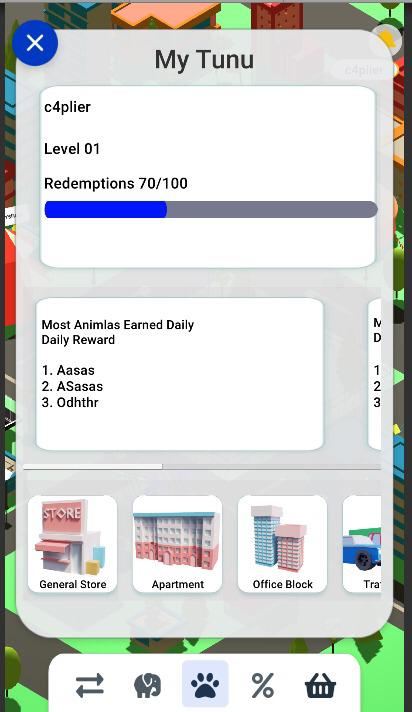 My Tunu
c4plier
c4plier
Level 01
Redemptions 70/100
Most Animlas Earned Daily
Daily Reward
1. Aasas
2. ASasas
3. Odhthr
M
D
1
2
3
STORE
General Store
Apartment
Office Block
Tra
%